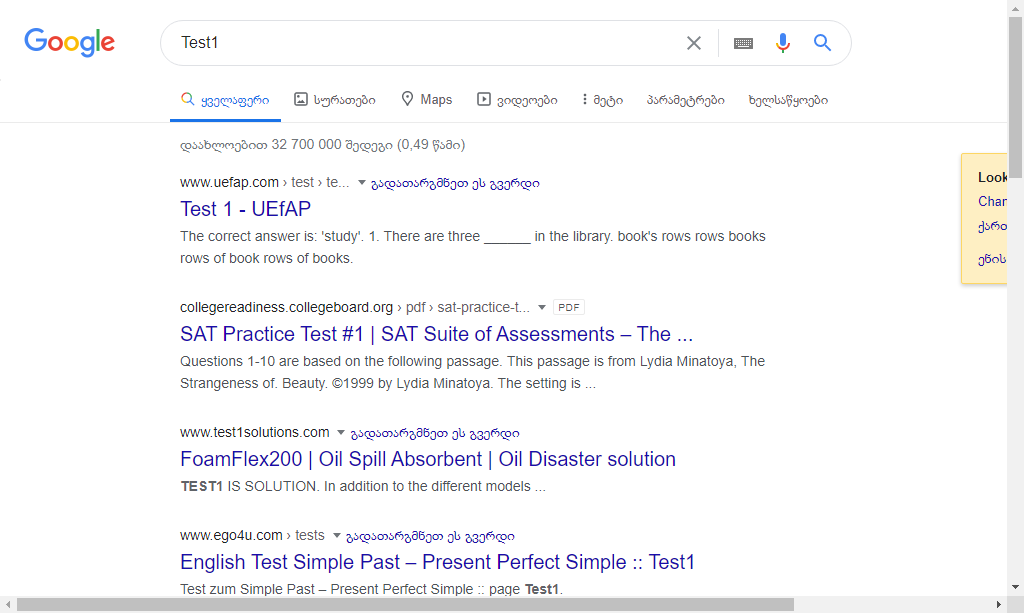 Google
Test1
ყველაფერი სურათები Maps ვიდეოები მეტი პარამეტრები ხელსაწყოები
დაახლოებით 32 700 000 შედეგი (0,49 წამი)
www.uefap.com › test › te... გადათარგმნეთ ეს გვერდი
Test 1 - UEfAP
The correct answer is: 'study'. 1. There are three ______ in the library. book's rows rows books
rows of book rows of books.
collegereadiness.collegeboard.org › pdf › sat-practice-t... PDF
SAT Practice Test #1 | SAT Suite of Assessments – The ...
Questions 1-10 are based on the following passage. This passage is from Lydia Minatoya, The
Strangeness of. Beauty. ©1999 by Lydia Minatoya. The setting is ...
www.test1solutions.com გადათარგმნეთ ეს გვერდი
FoamFlex200 | Oil Spill Absorbent | Oil Disaster solution
TEST1 IS SOLUTION. In addition to the different models ...
www.ego4u.com › tests გადათარგმნეთ ეს გვერდი
English Test Simple Past – Present Perfect Simple :: Test1
Test zum Simple Past – Present Perfect Simple :: page Test1.
Look
Chan
ქართ
ენის